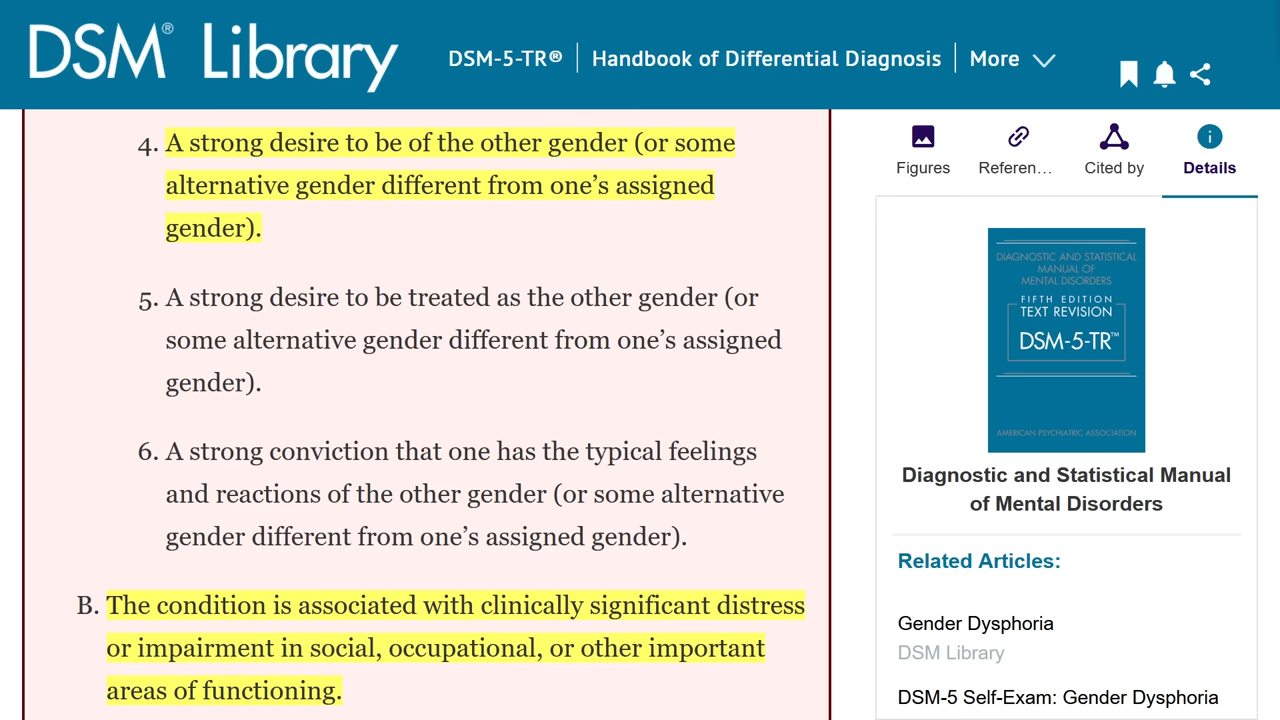 DSM® Library
DSM-5-TR® Handbook of Differential Diagnosis More
4. A strong desire to be of the other gender (or some
alternative gender different from one’s assigned
gender).
5. A strong desire to be treated as the other gender (or
some alternative gender different from one’s assigned
gender).
6. A strong conviction that one has the typical feelings
and reactions of the other gender (or some alternative
gender different from one’s assigned gender).
B. The condition is associated with clinically significant distress
or impairment in social, occupational, or other important
areas of functioning.
Figures Referen… Cited by Details
DIAGNOSTIC AND STATISTICAL
MANUAL OF
MENTAL DISORDERS
FIFTH EDITION
TEXT REVISION
DSM-5-TR™
AMERICAN PSYCHIATRIC ASSOCIATION
Diagnostic and Statistical Manual
of Mental Disorders
Related Articles:
Gender Dysphoria
DSM Library
DSM-5 Self-Exam: Gender Dysphoria